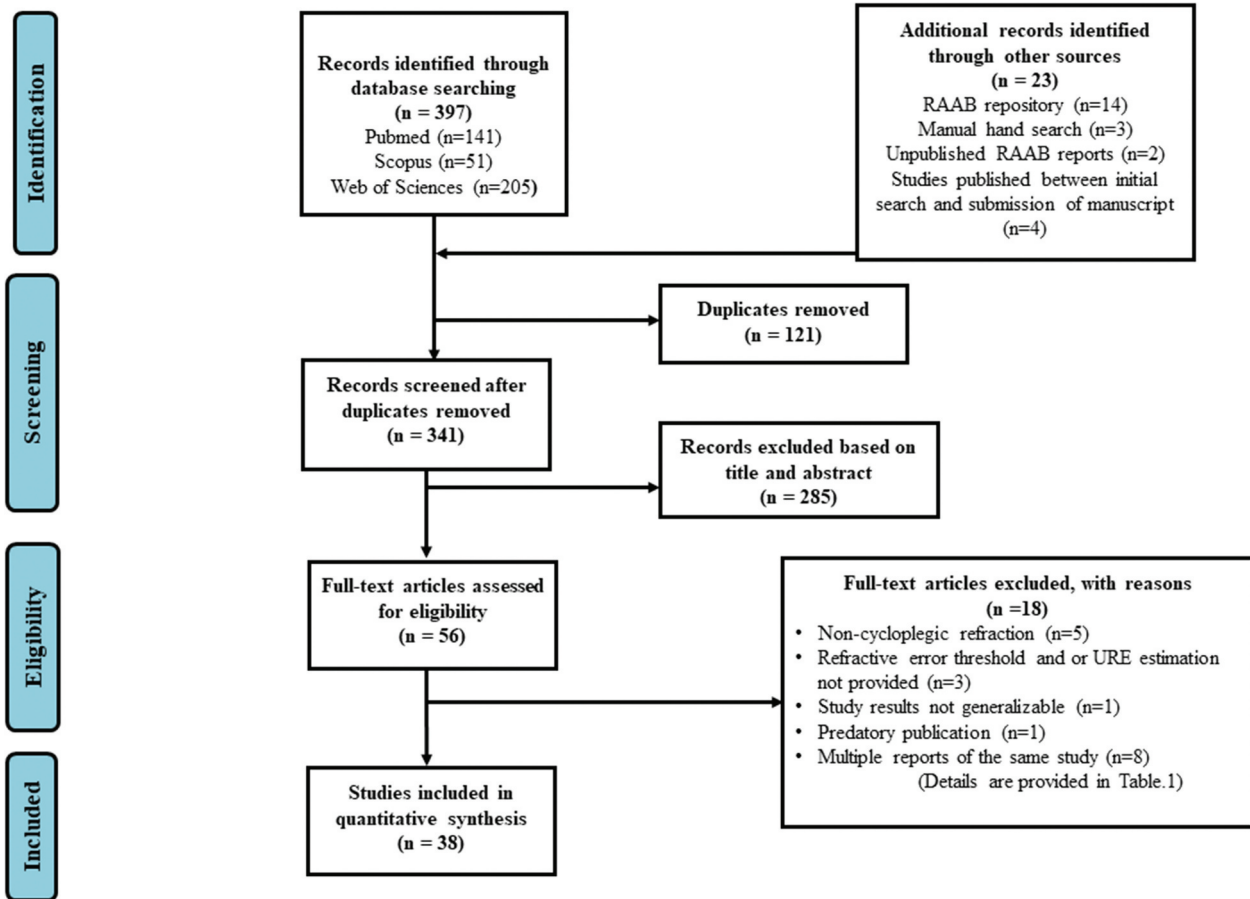 Identification
Records identified through
database searching
(n = 397)
Pubmed (n=141)
Scopus (n=51)
Web of Sciences (n=205)
Additional records identified
through other sources
(n = 23)
RAAB repository (n=14)
Manual hand search (n=3)
Unpublished RAAB reports (n=2)
Studies published between initial
search and submission of manuscript
(n=4)
Screening
Duplicates removed
(n = 121)
Records screened after
duplicates removed
(n = 341)
Records excluded based on
title and abstract
(n = 285)
Eligibility
Full-text articles assessed
for eligibility
(n = 56)
Full-text articles excluded, with reasons
(n =18)
• Non-cycloplegic refraction (n=5)
• Refractive error threshold and or URE estimation
not provided (n=3)
• Study results not generalizable (n=1)
• Predatory publication (n=1)
• Multiple reports of the same study (n=8)
(Details are provided in Table.1)
Included
Studies included in
quantitative synthesis
(n = 38)